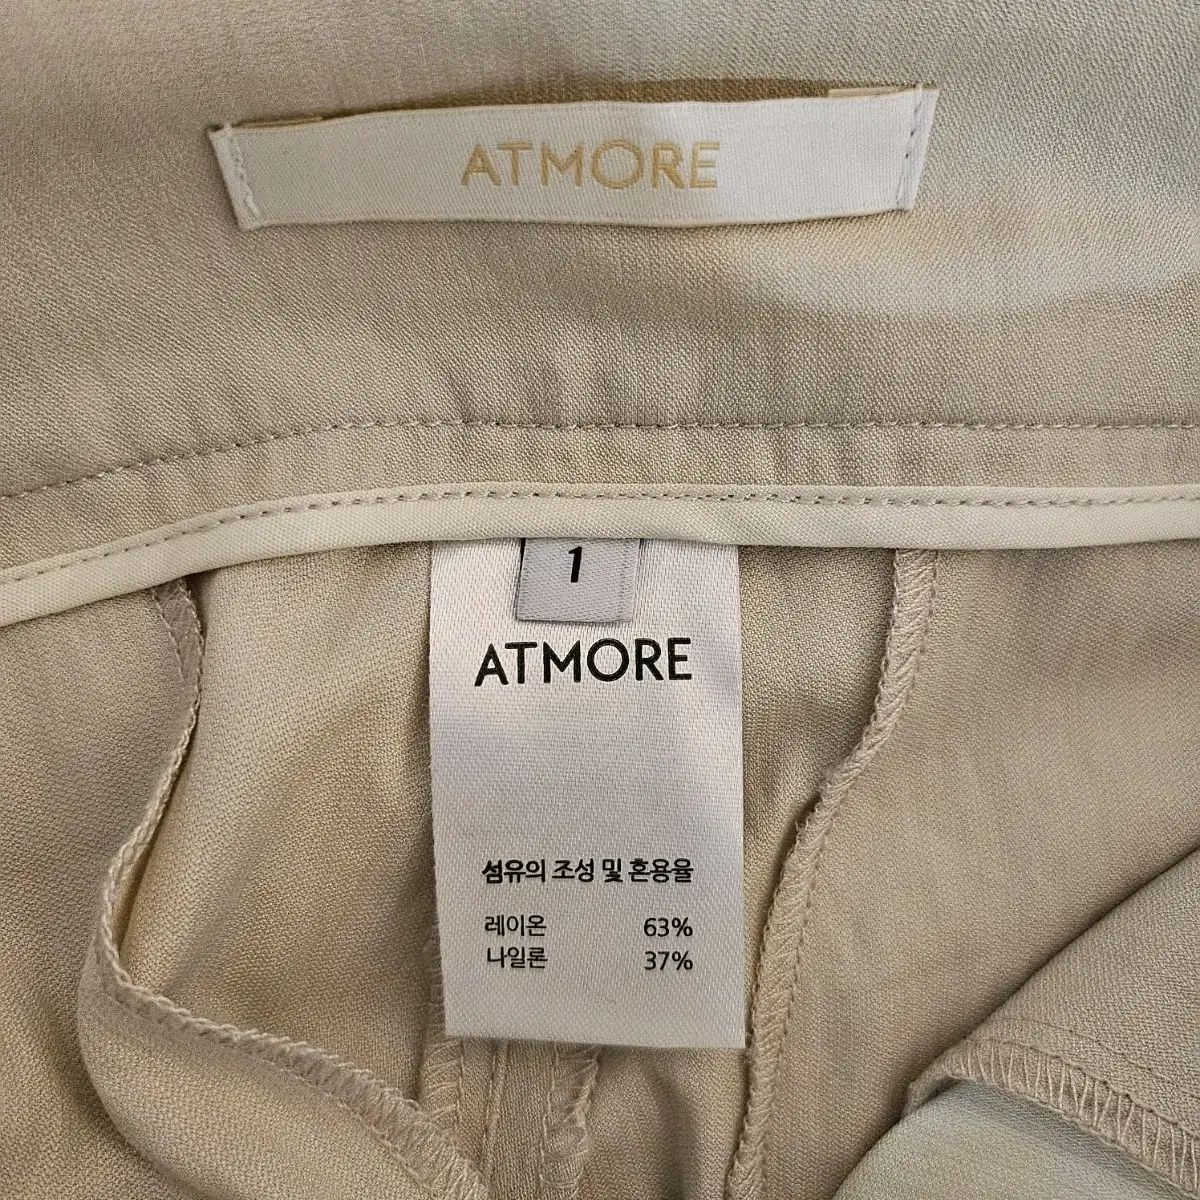 ATMORE
1
ATMORE
섬유의 조성 및 혼용율
레이온 63%
나일론 37%